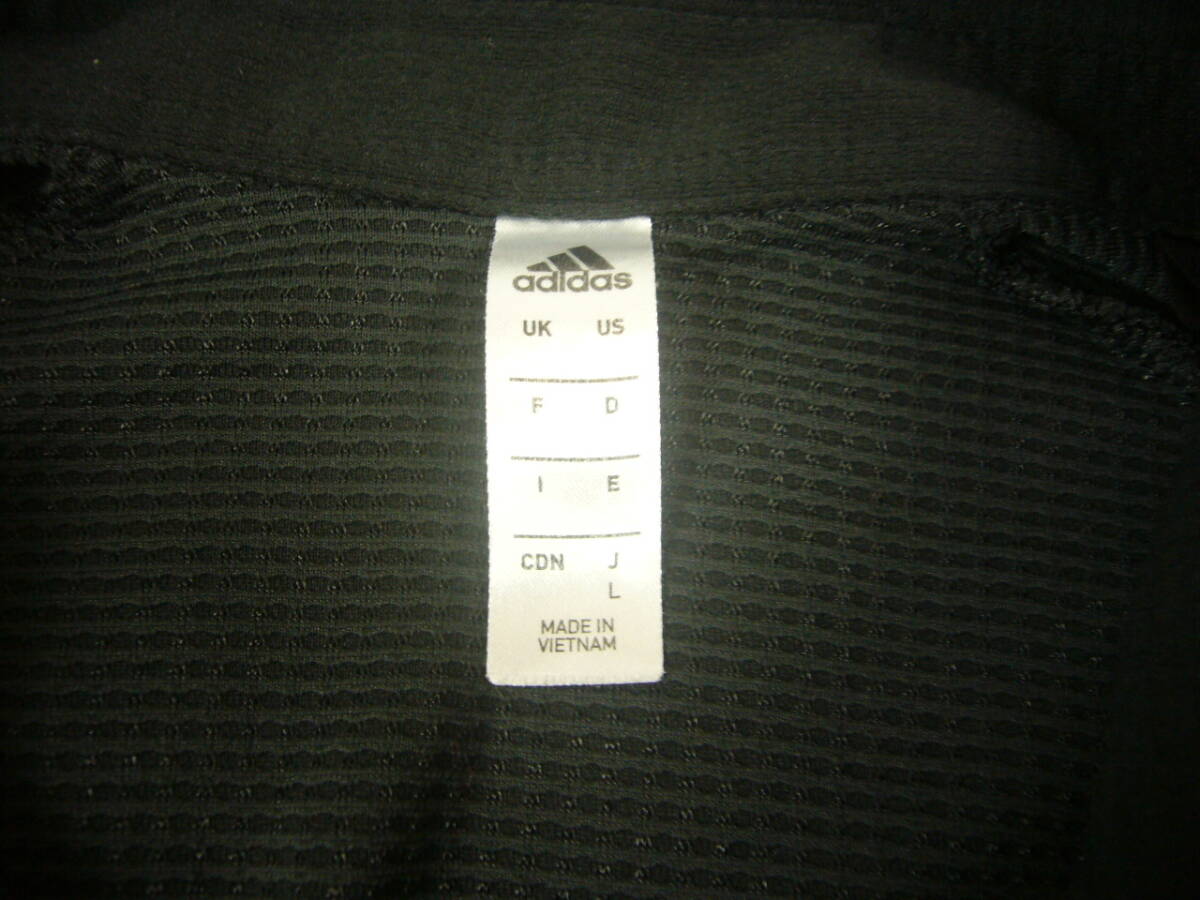 adidas
UK US
F D
I E
CDN J
L
MADE IN
VIETNAM